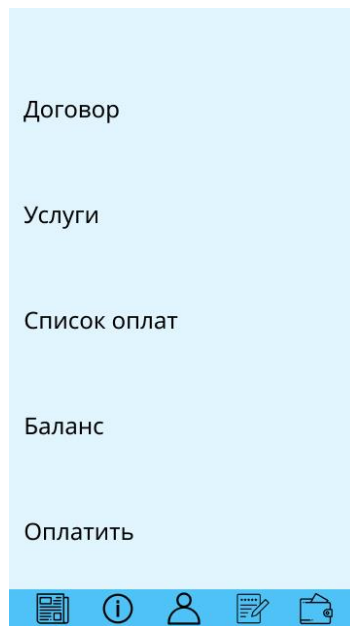 Договор
Услуги
Список оплат
Баланс
Оплатить